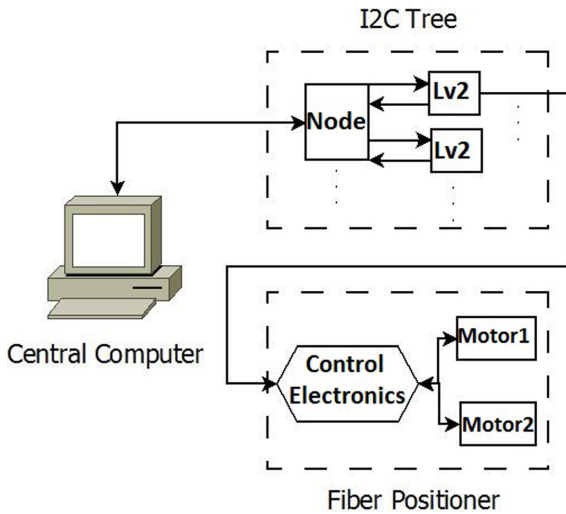 I2C Tree
Lv2
Node
Lv2
Central Computer
Control
Electronics
Motor1
Motor2
Fiber Positioner